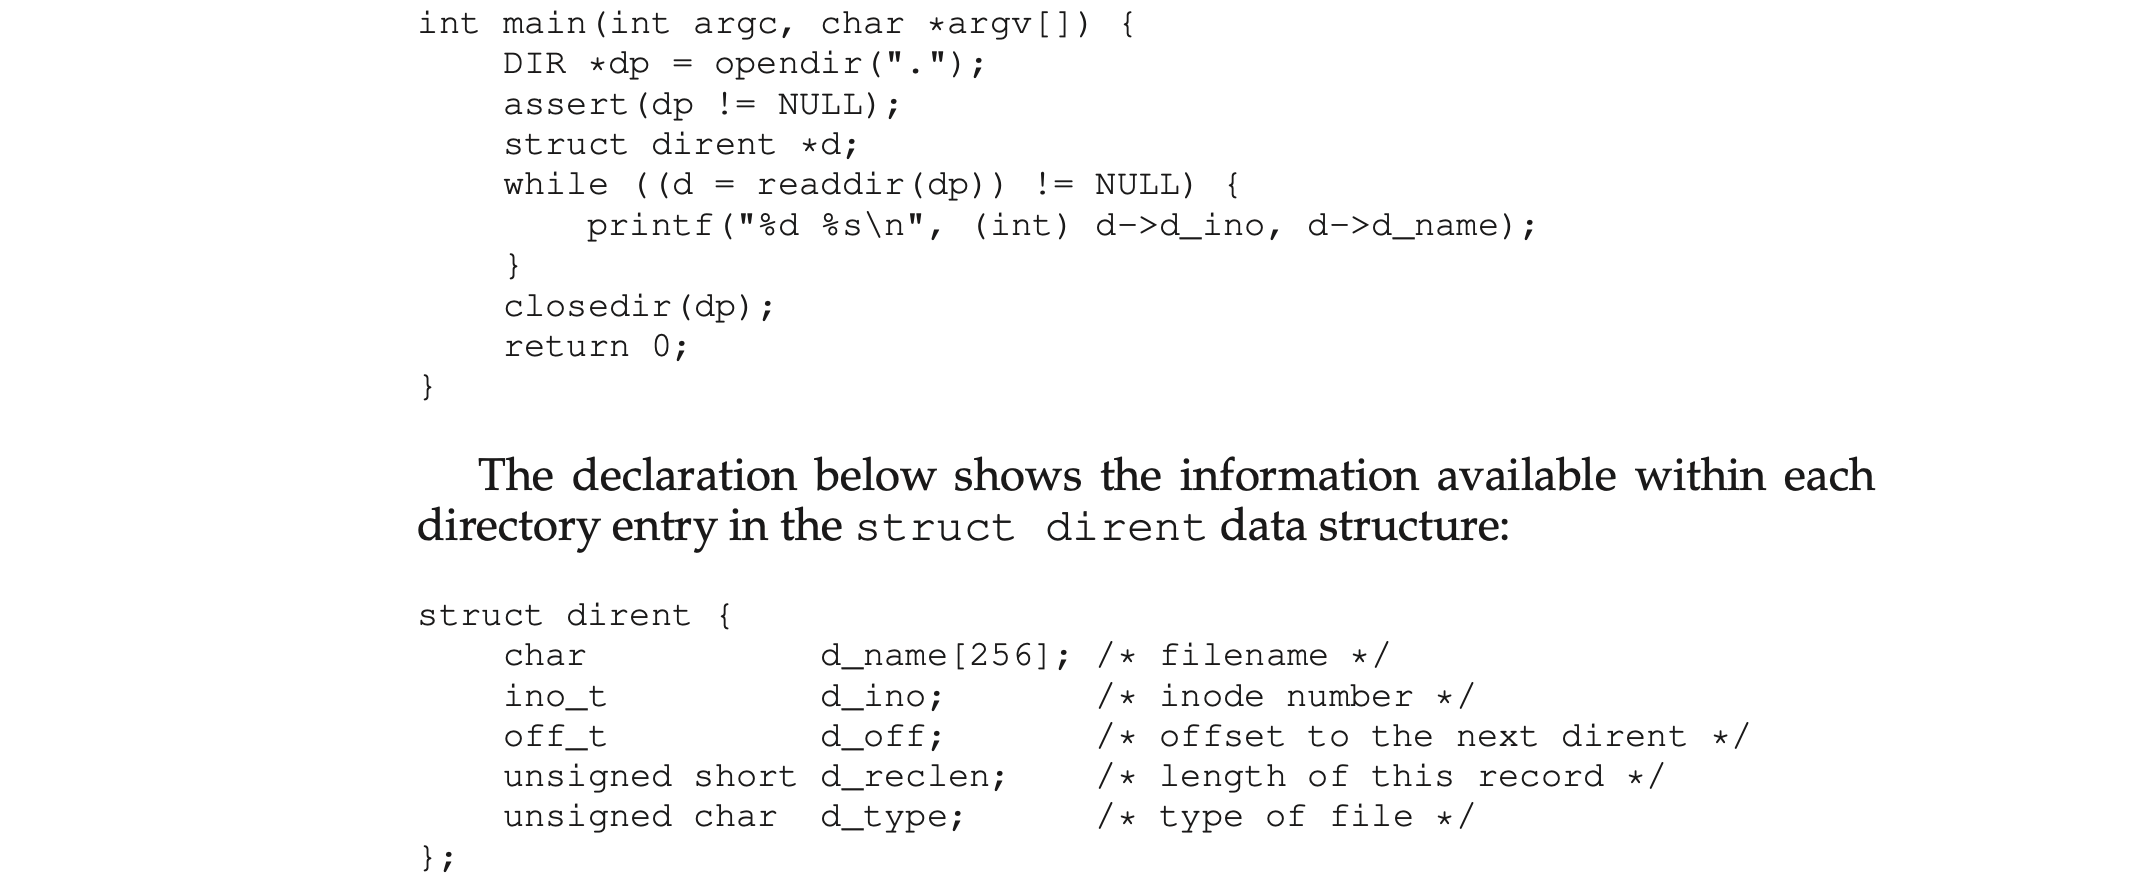 int main(int argc, char *argv[]) {
    DIR *dp = opendir(".");
    assert(dp != NULL);
    struct dirent *d;
    while ((d = readdir(dp)) != NULL) {
        printf("%d %s\n", (int) d->d_ino, d->d_name);
    }
    closedir(dp);
    return 0;
}
The declaration below shows the information available within each
directory entry in the struct dirent data structure:
struct dirent {
    char           d_name[256]; /* filename */
    ino_t          d_ino;       /* inode number */
    off_t          d_off;       /* offset to the next dirent */
    unsigned short d_reclen;    /* length of this record */
    unsigned char  d_type;      /* type of file */
};